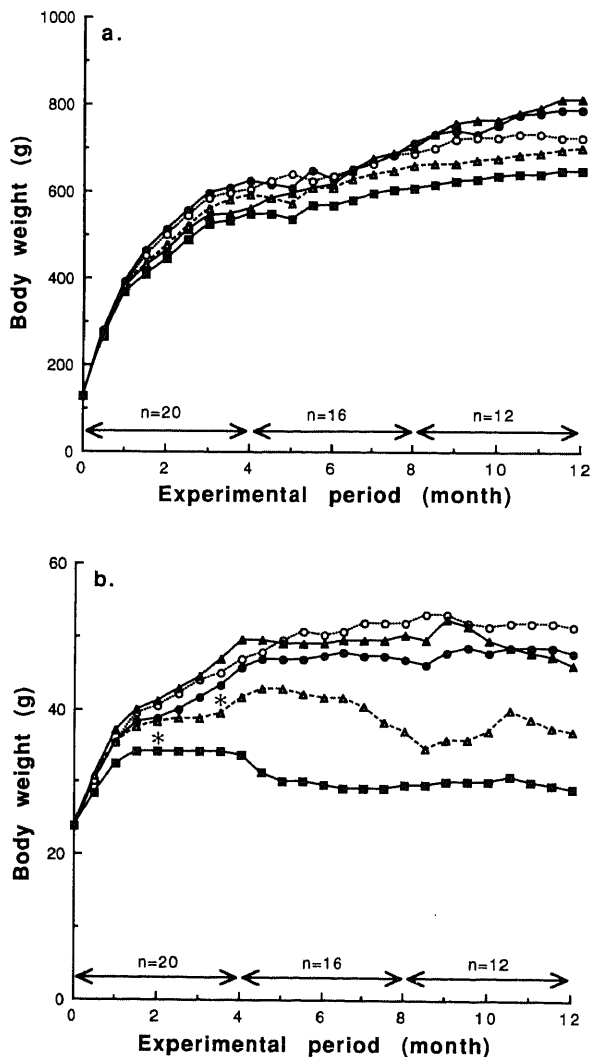 a.
1000
800
600
400
200
0
Body weight (g)
n=20 n=16 n=12
0 2 4 6 8 10 12
Experimental period (month)
b.
60
40
20
0
Body weight (g)
* *
n=20 n=16 n=12
0 2 4 6 8 10 12
Experimental period (month)